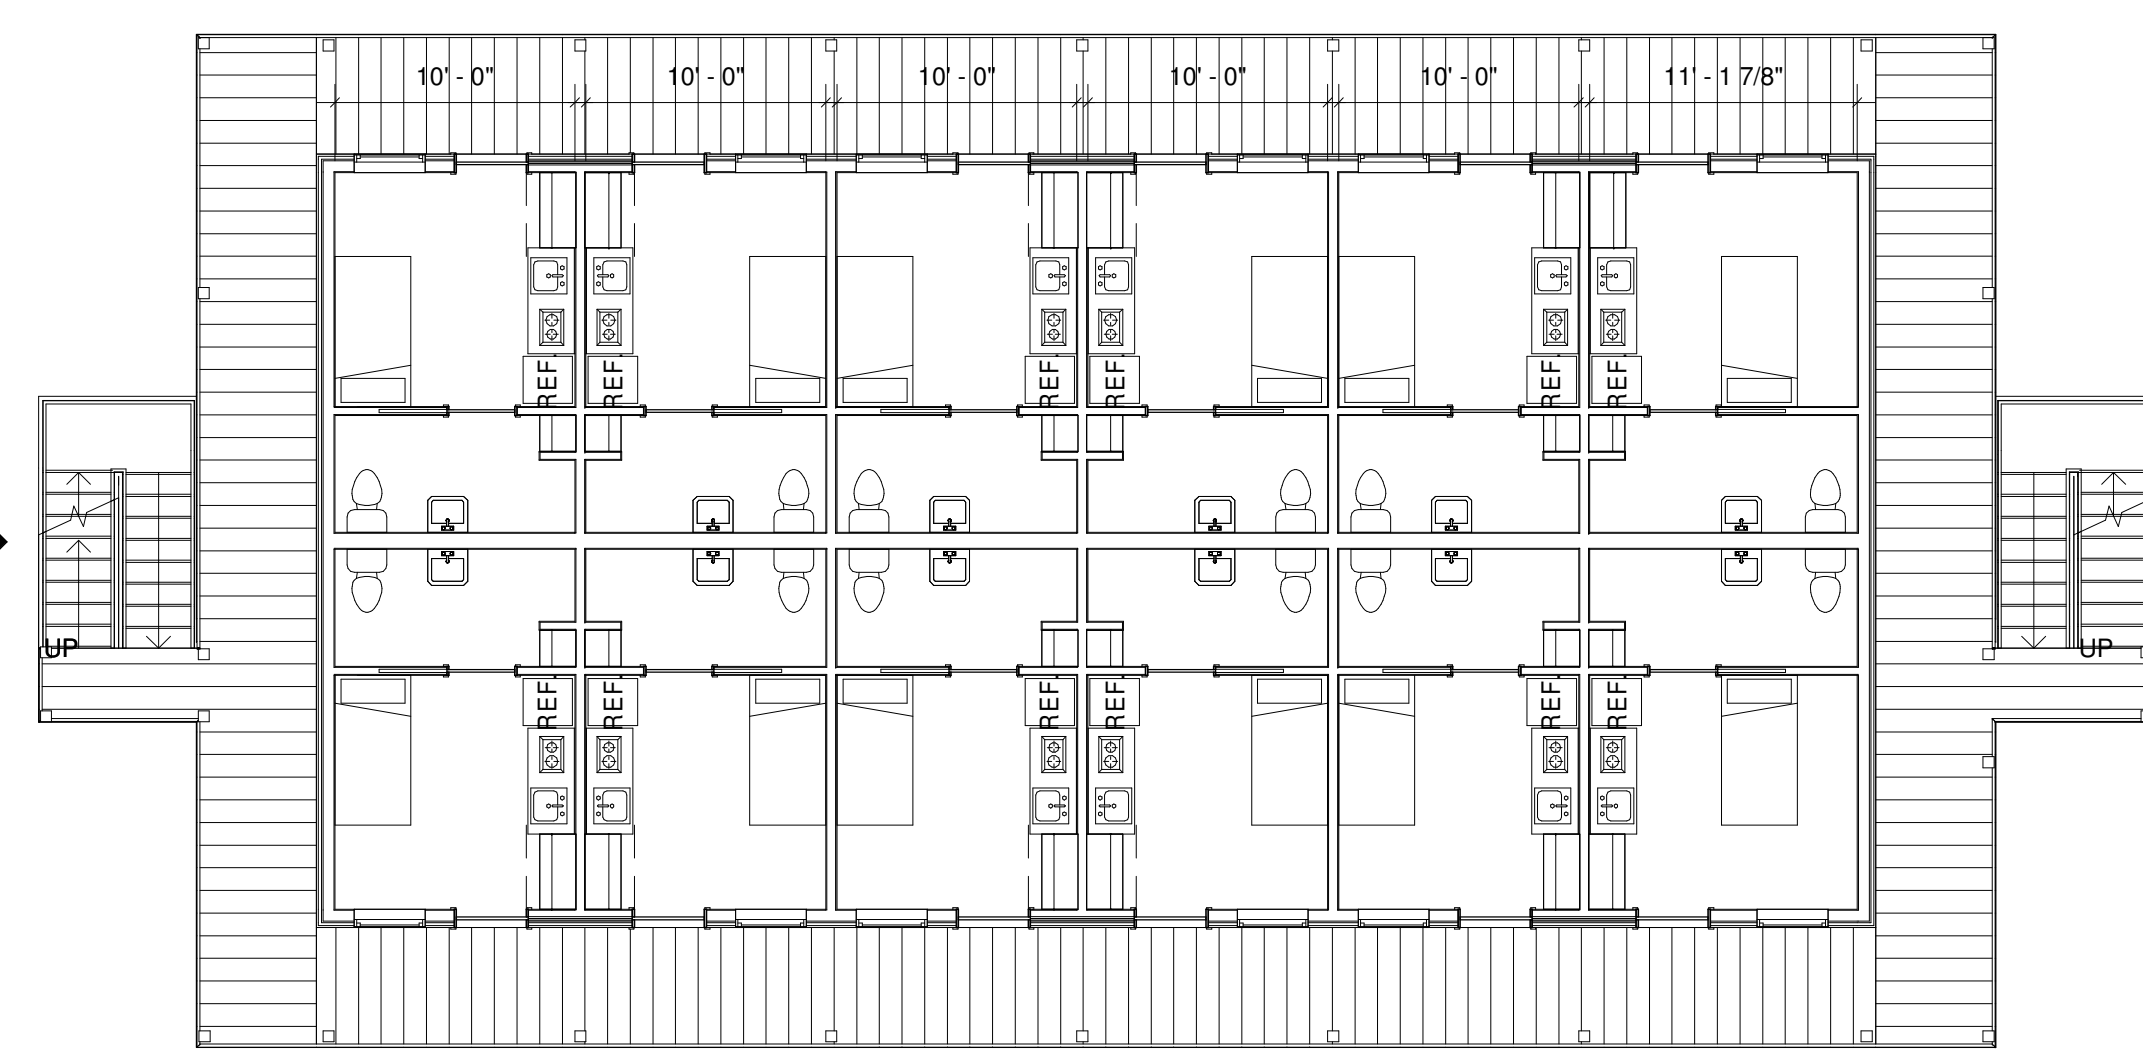 10' - 0" 10' - 0" 10' - 0" 10' - 0" 10' - 0" 11' - 1 7/8"
REF. REF. REF. REF. REF. REF.
UP UP
REF. REF. REF. REF. REF. REF.